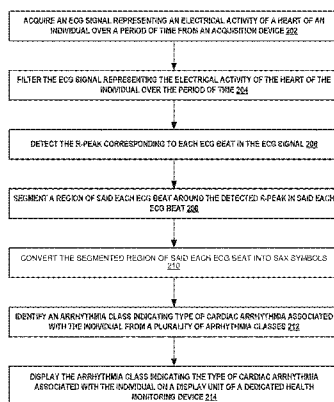 ACQUIRE AN ECG SIGNAL REPRESENTING AN ELECTRICAL ACTIVITY OF A HEART OF AN
INDIVIDUAL OVER A PERIOD OF TIME FROM AN ACQUISITION DEVICE 202
FILTER THE ECG SIGNAL REPRESENTING THE ELECTRICAL ACTIVITY OF THE HEART OF THE
INDIVIDUAL OVER THE PERIOD OF TIME 204
DETECT THE R-PEAK CORRESPONDING TO EACH ECG BEAT IN THE ECG SIGNAL 206
SEGMENT A REGION OF SAID EACH ECG BEAT AROUND THE DETECTED R-PEAK IN SAID EACH
ECG BEAT 208
CONVERT THE SEGMENTED REGION OF SAID EACH ECG BEAT INTO SAX SYMBOLS
210
IDENTIFY AN ARRHYTHMIA CLASS INDICATING TYPE OF CARDIAC ARRHYTHMIA ASSOCIATED
WITH THE INDIVIDUAL FROM A PLURALITY OF ARRHYTHMIA CLASSES 212
DISPLAY THE ARRHYTHMIA CLASS INDICATING THE TYPE OF CARDIAC ARRHYTHMIA
ASSOCIATED WITH THE INDIVIDUAL ON A DISPLAY UNIT OF A DEDICATED HEALTH
MONITORING DEVICE 214